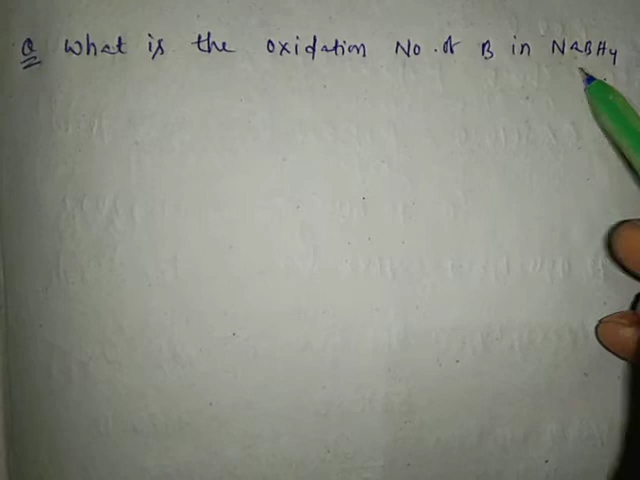 Q What is the oxidation No. of B in NaBH4